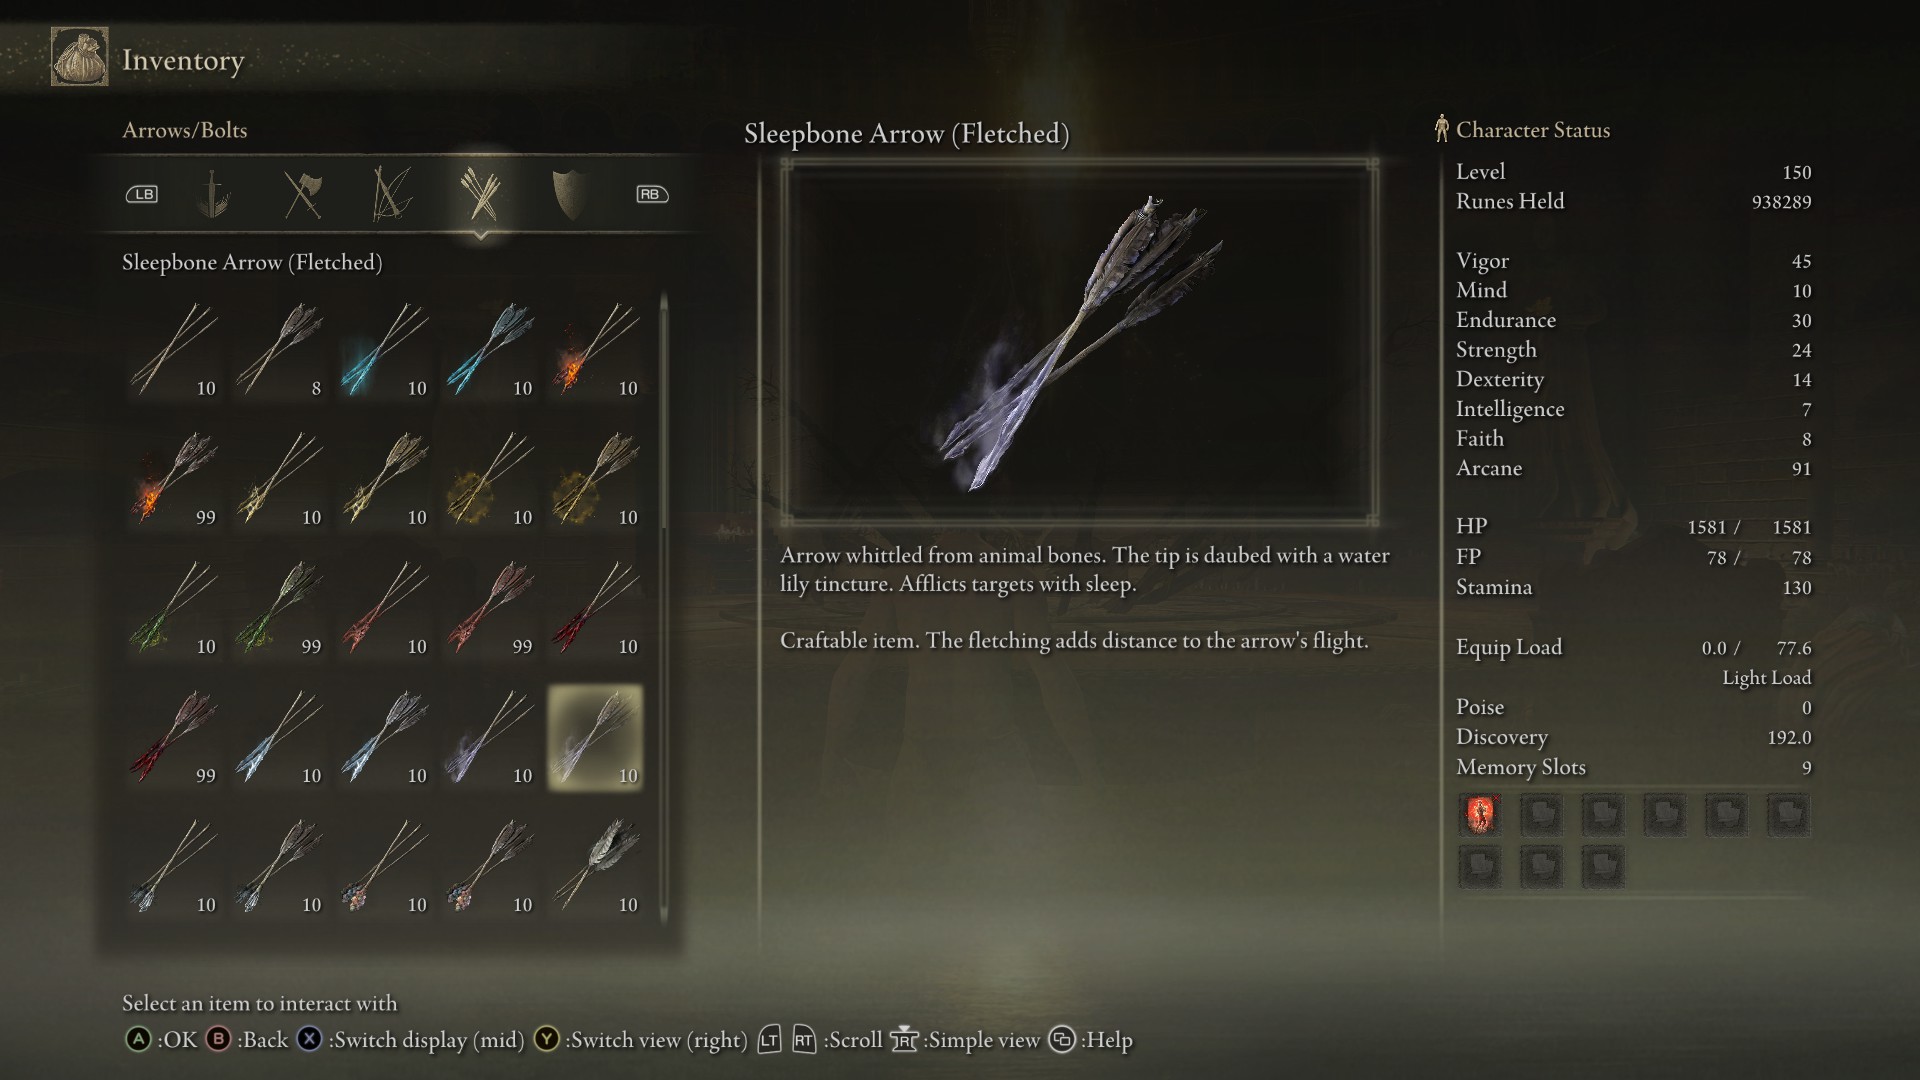 Inventory
Arrows/Bolts
LB
RB
Sleepbone Arrow (Fletched)
10
8
10
10
10
99
10
10
10
10
10
99
10
99
10
99
10
10
10
10
10
10
10
10
10
Sleepbone Arrow (Fletched)
Arrow whittled from animal bones. The tip is daubed with a water
lily tincture. Afflicts targets with sleep.
Craftable item. The fletching adds distance to the arrow's flight.
Character Status
Level 150
Runes Held 938289
Vigor 45
Mind 10
Endurance 30
Strength 24
Dexterity 14
Intelligence 7
Faith 8
Arcane 91
HP 1581 / 1581
FP 78 / 78
Stamina 130
Equip Load 0.0 / 77.6
Light Load
Poise 0
Discovery 192.0
Memory Slots 9
Select an item to interact with
A :OK B :Back X :Switch display (mid) Y :Switch view (right) LT RT :Scroll R :Simple view :Help